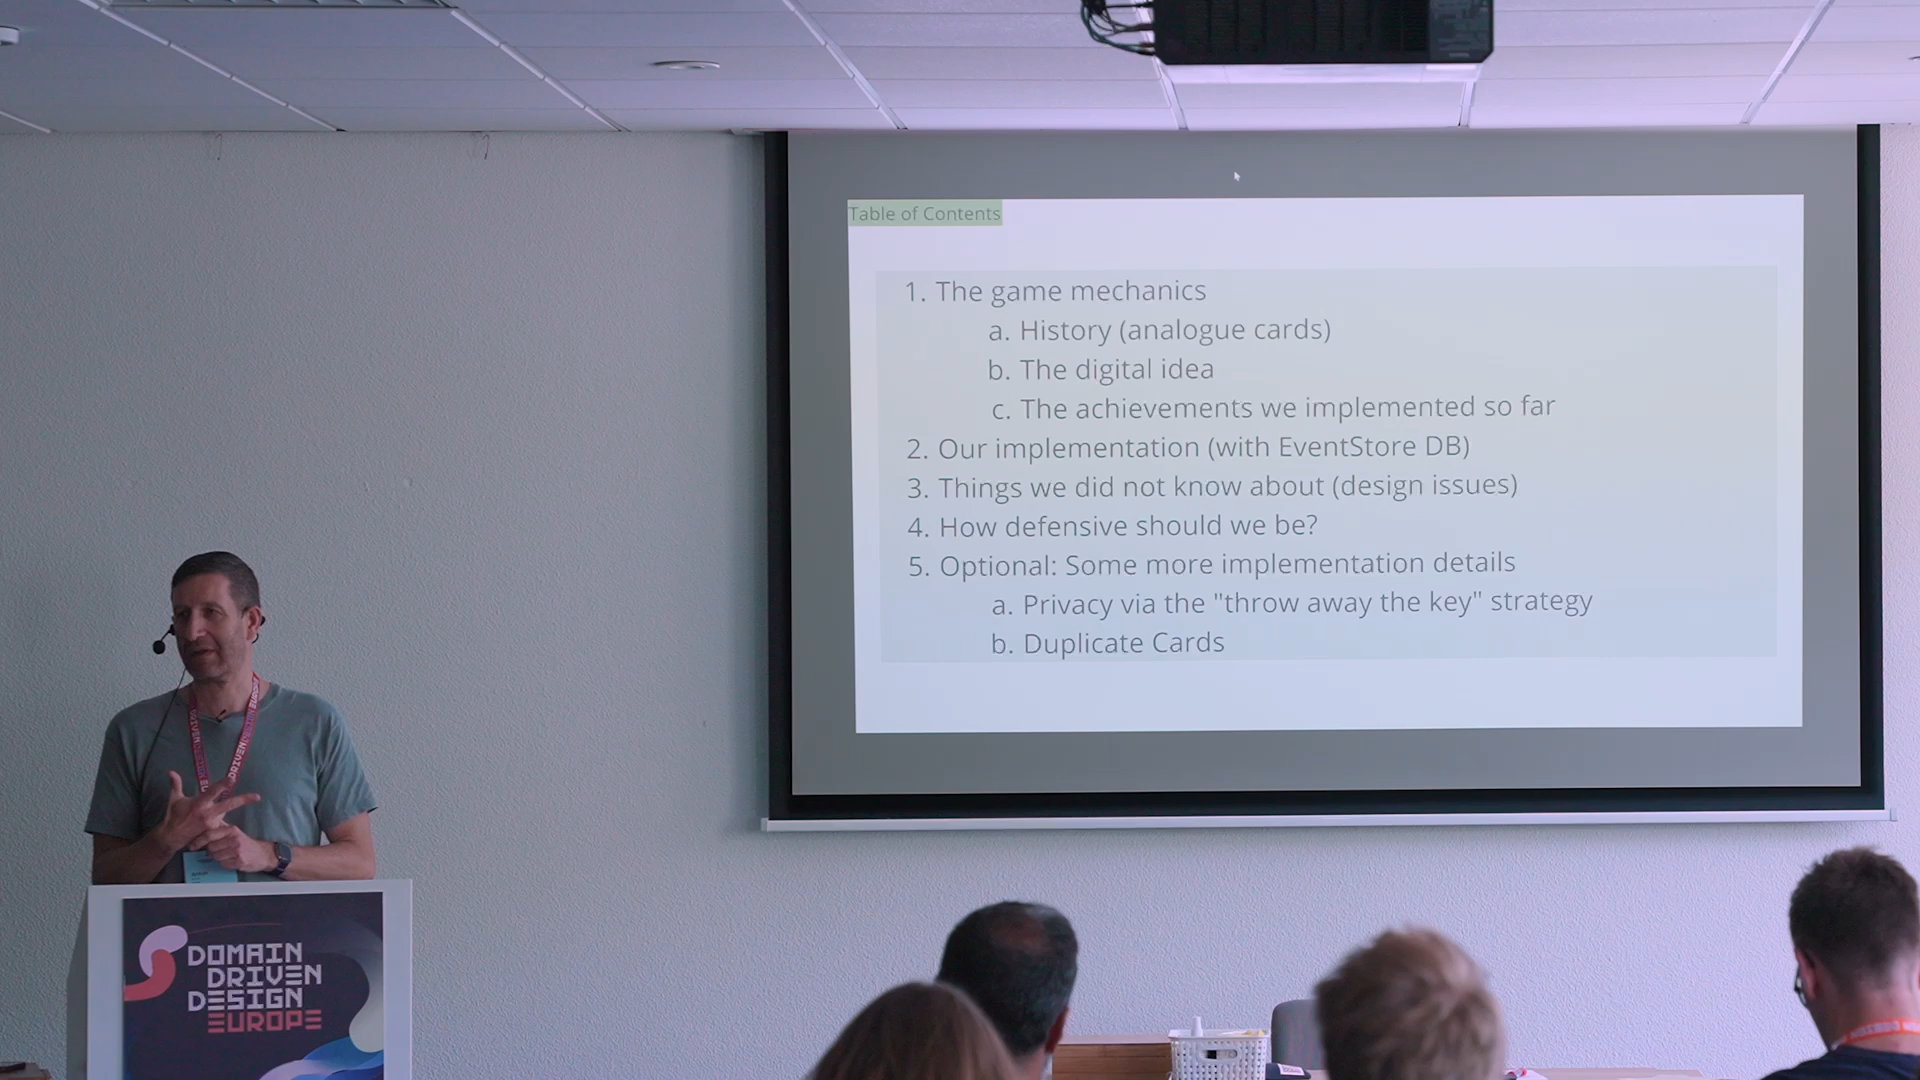 Table of Contents
1. The game mechanics
a. History (analogue cards)
b. The digital idea
c. The achievements we implemented so far
2. Our implementation (with EventStore DB)
3. Things we did not know about (design issues)
4. How defensive should we be?
5. Optional: Some more implementation details
a. Privacy via the "throw away the key" strategy
b. Duplicate Cards
DOMAIN
DRIVEN
DESIGN
EUROPE